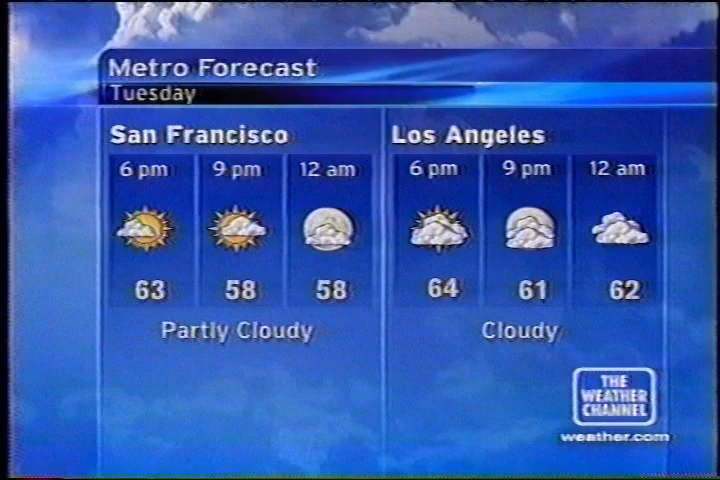 Metro Forecast
Tuesday
San Francisco
6 pm 9 pm 12 am
63 58 58
Partly Cloudy
Los Angeles
6 pm 9 pm 12 am
64 61 62
Cloudy
THE
WEATHER
CHANNEL
weather.com